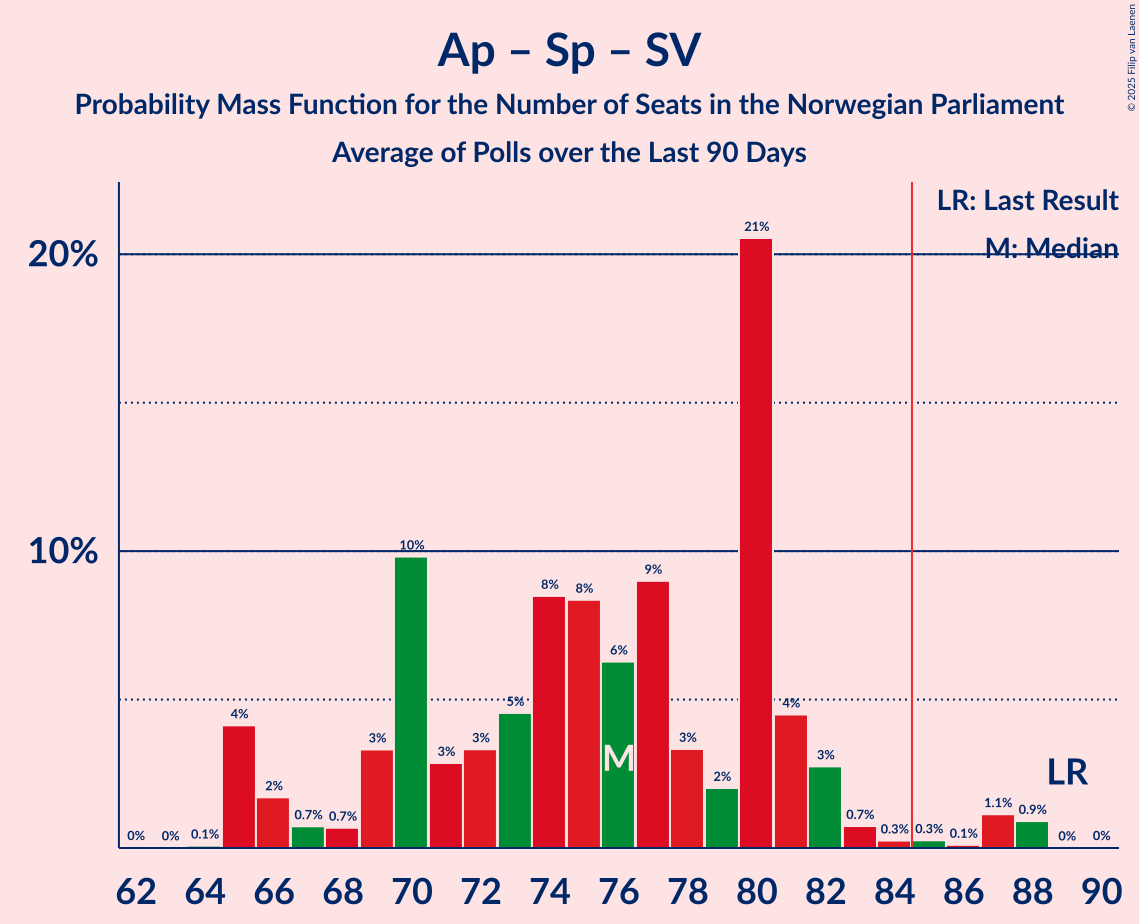 Ap – Sp – SV
Probability Mass Function for the Number of Seats in the Norwegian Parliament
Average of Polls over the Last 90 Days
© 2025 Filip van Laenen
LR: Last Result
M: Median
20%
10%
0% 0% 0.1% 4% 2% 0.7% 0.7% 3% 10% 3% 3% 5% 8% 8% 6% 9% 3% 2% 21% 4% 3% 0.7% 0.3% 0.3% 0.1% 1.1% 0.9% 0% 0%
M
LR
62 64 66 68 70 72 74 76 78 80 82 84 86 88 90